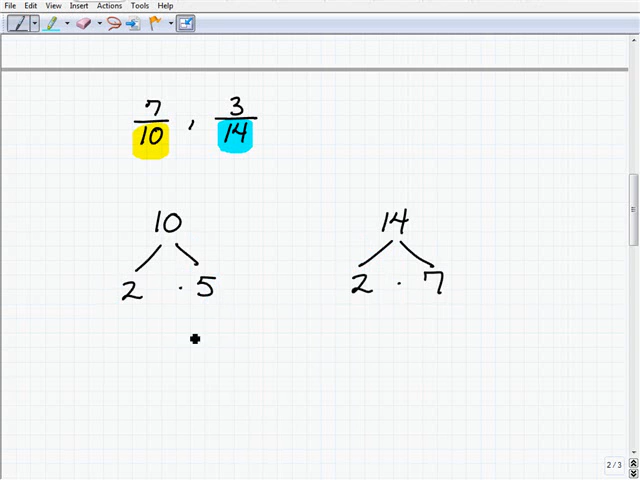 File Edit View Insert Actions Tools Help
7/10 , 3/14
10 14
2 · 5 2 · 7
2 / 3